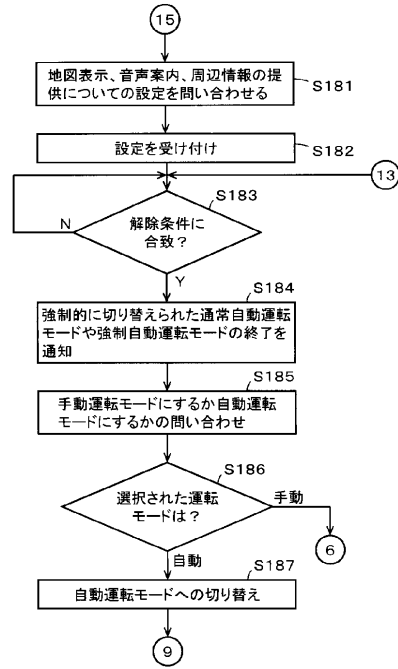 15
地図表示、音声案内、周辺情報の提
供についての設定を問い合わせる
S181
設定を受け付け
S182
13
S183
解除条件に
合致？
N
Y
S184
強制的に切り替えられた通常自動運転
モードや強制自動運転モードの終了を
通知
S185
手動運転モードにするか自動運転
モードにするかの問い合わせ
S186
選択された運転
モードは？
手動
6
自動
S187
自動運転モードへの切り替え
9